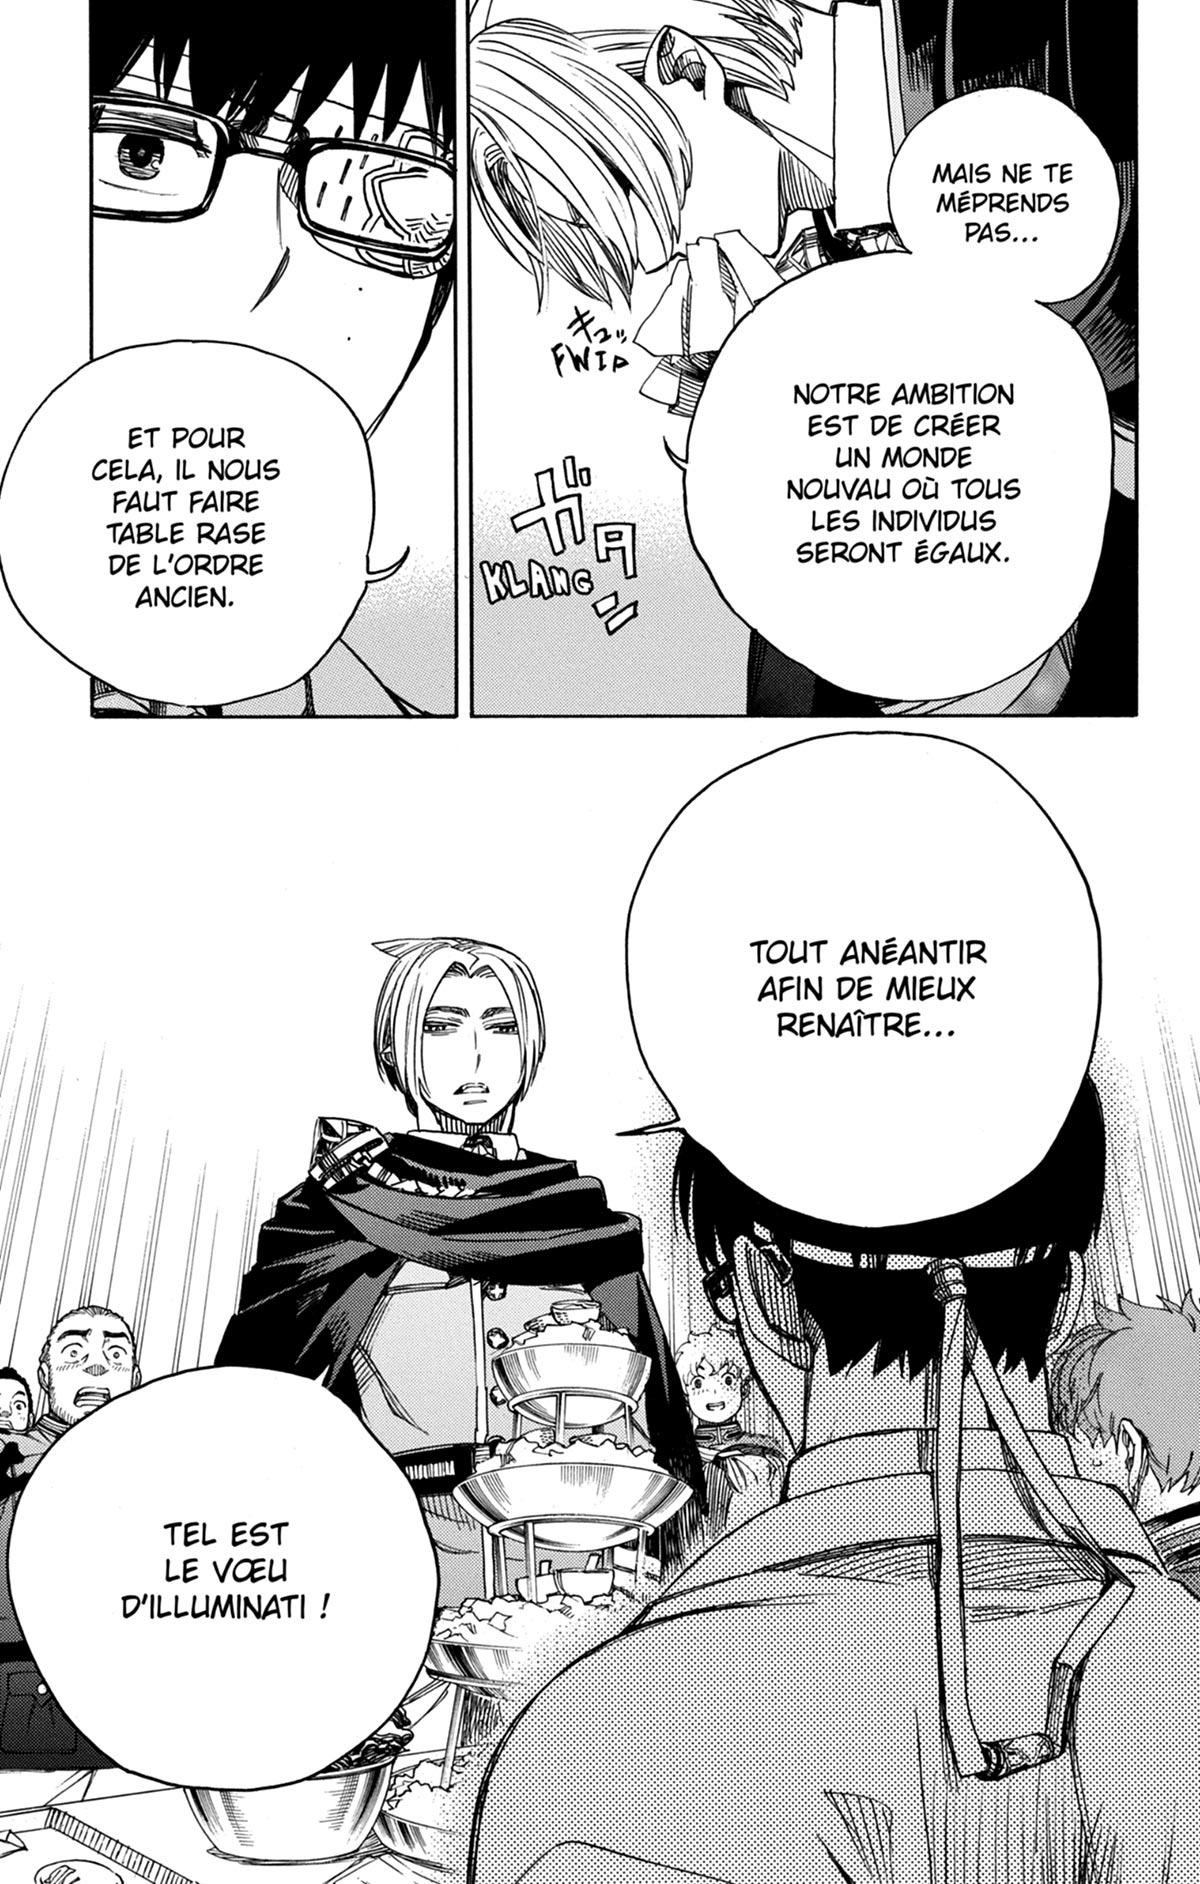 MAIS NE TE
MÉPRENDS
PAS...
NOTRE AMBITION
EST DE CRÉER
UN MONDE
NOUVAU OÙ TOUS
LES INDIVIDUS
SERONT ÉGAUX.
キュッ
FWIP
ガタン
KLANG
ET POUR
CELA, IL NOUS
FAUT FAIRE
TABLE RASE
DE L'ORDRE
ANCIEN.
TOUT ANÉANTIR
AFIN DE MIEUX
RENAÎTRE...
TEL EST
LE VŒU
D'ILLUMINATI !